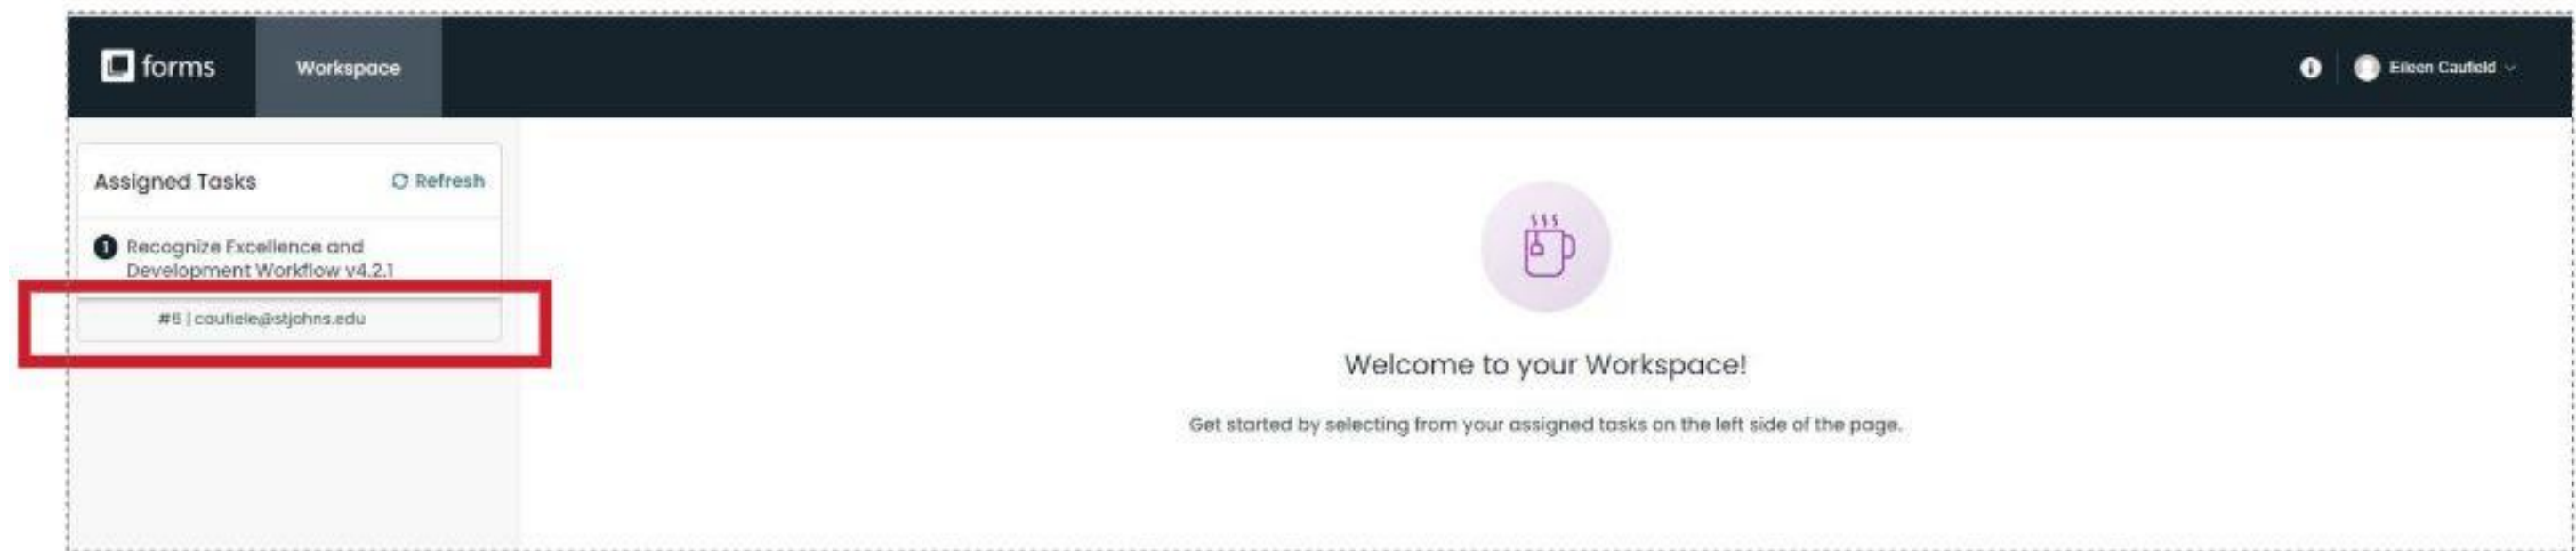 forms
Workspace
Eileen Caufield
Assigned Tasks
Refresh
1 Recognize Excellence and
Development Workflow v4.2.1
#6 | caufiele@stjohns.edu
Welcome to your Workspace!
Get started by selecting from your assigned tasks on the left side of the page.